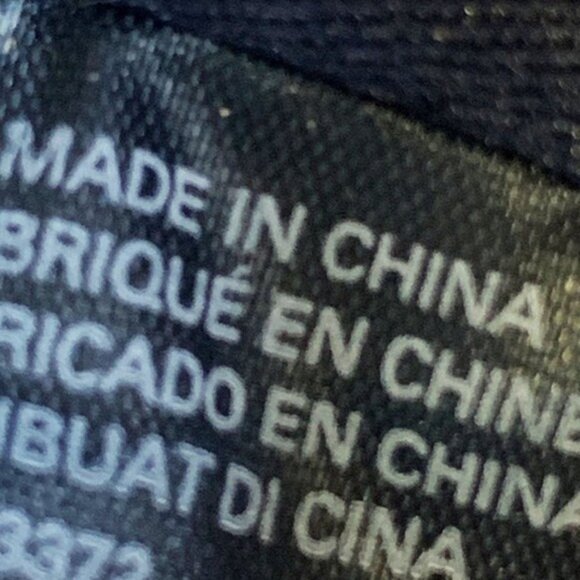 MADE IN CHINA
BRIQUÉ EN CHINE
RICADO EN CHINA
IBUAT DI CINA
3372